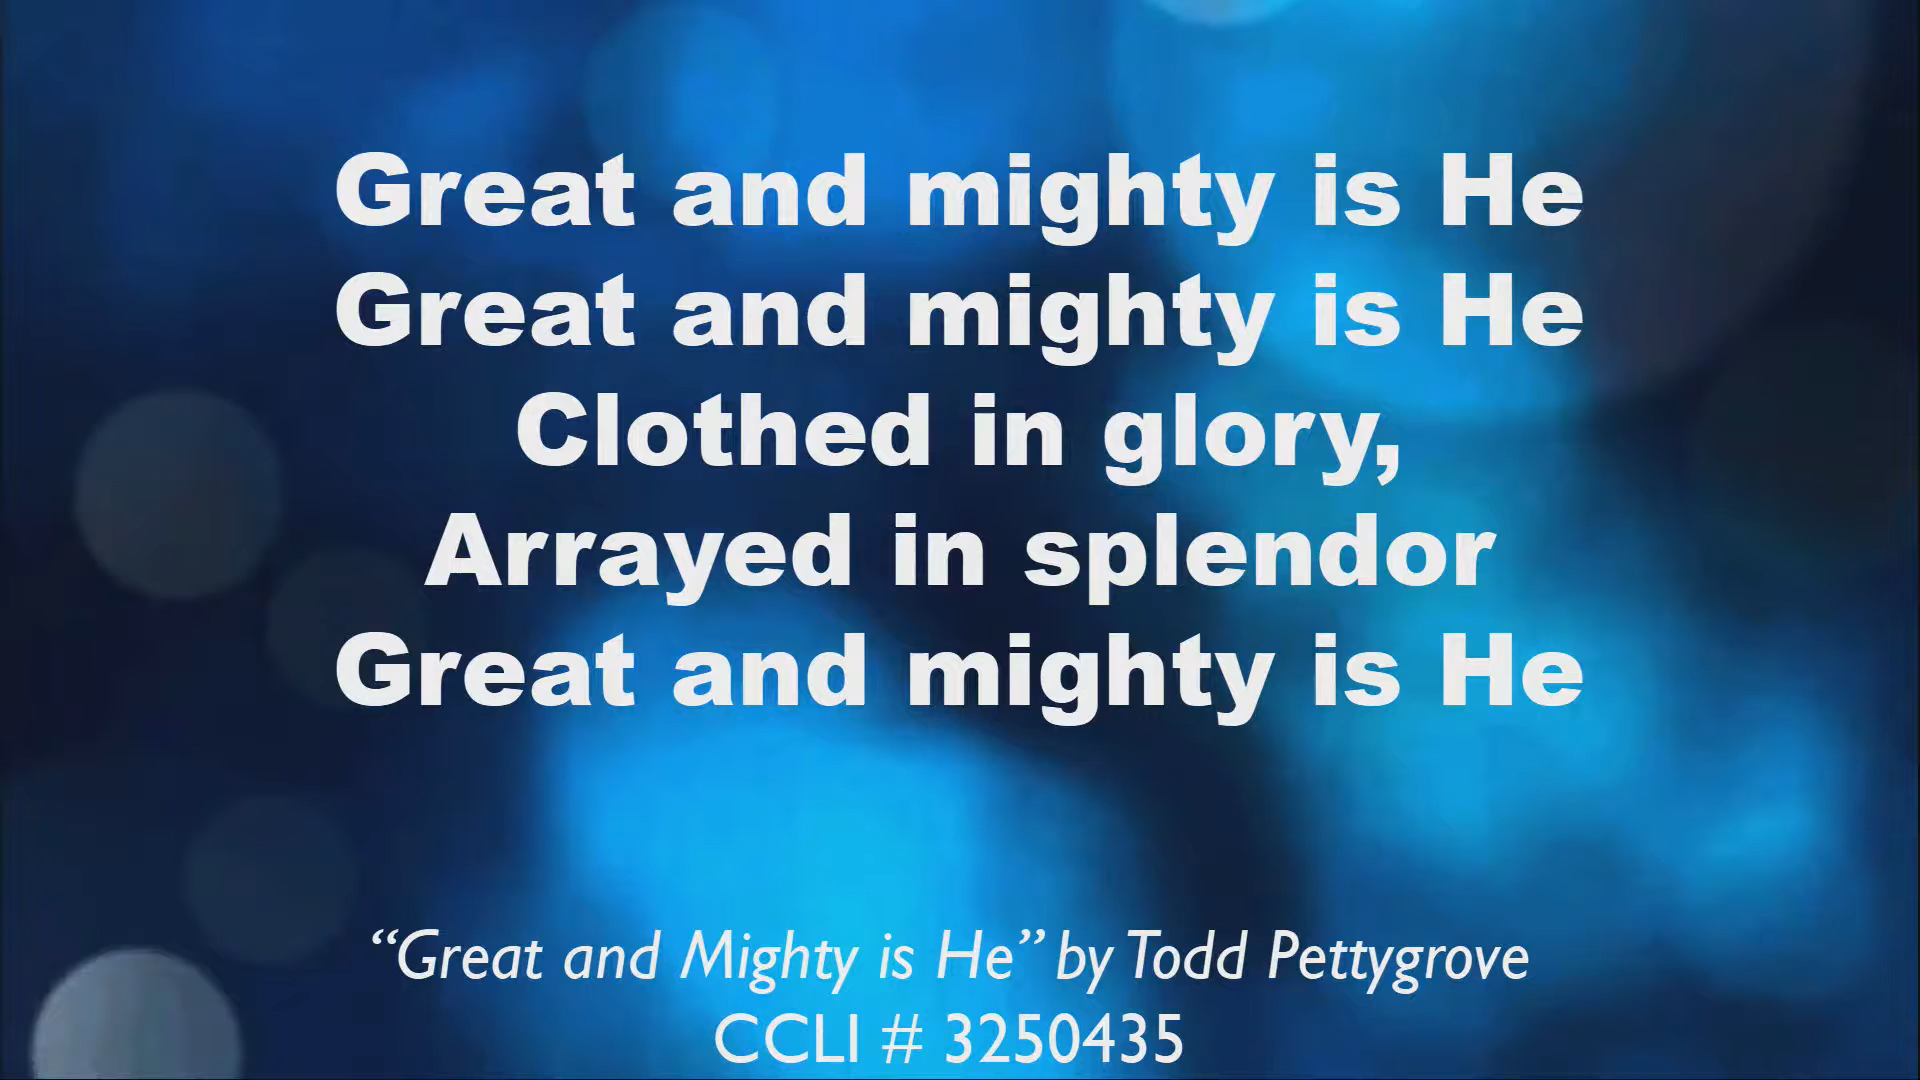 Great and mighty is He
Great and mighty is He
Clothed in glory,
Arrayed in splendor
Great and mighty is He
“Great and Mighty is He” by Todd Pettygrove
CCLI # 3250435